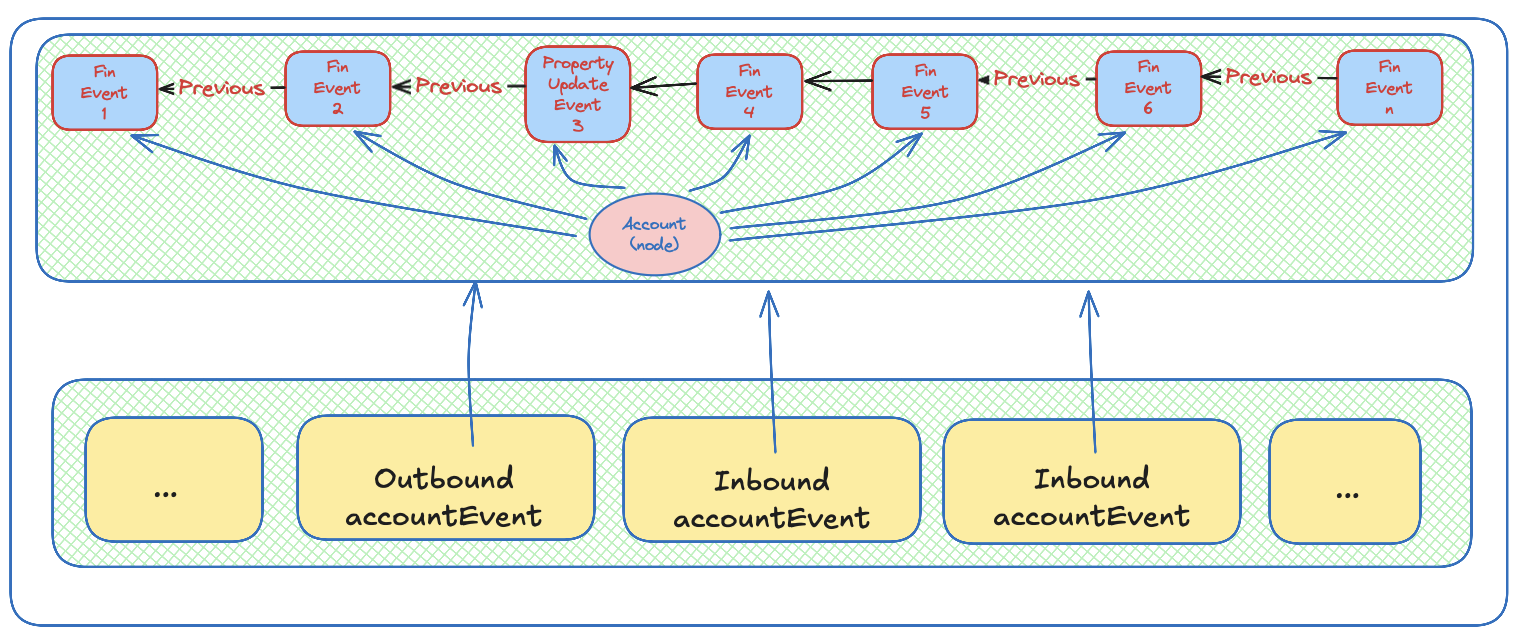 Fin
Event
1
Previous
Fin
Event
2
Previous
Property
Update
Event
3
Fin
Event
4
Fin
Event
5
Previous
Fin
Event
6
Previous
Fin
Event
n
Account
(node)
...
Outbound
accountEvent
Inbound
accountEvent
Inbound
accountEvent
...